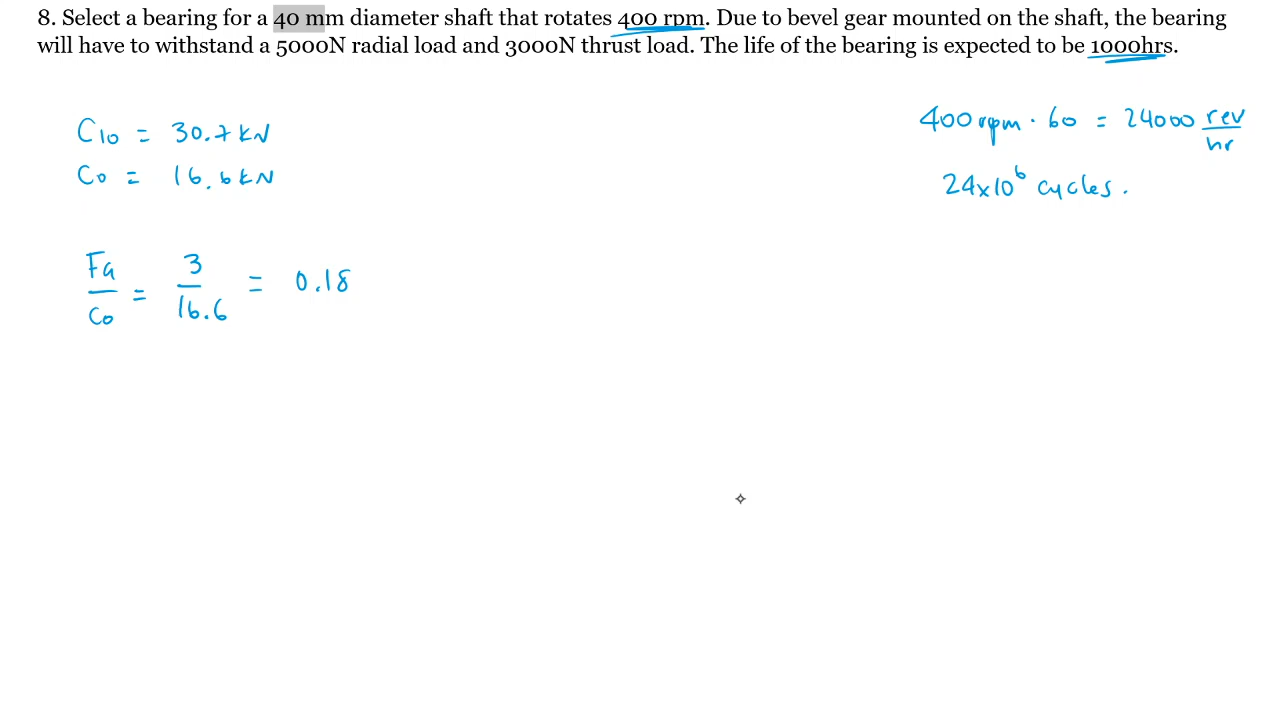 8. Select a bearing for a 40 mm diameter shaft that rotates 400 rpm. Due to bevel gear mounted on the shaft, the bearing
will have to withstand a 5000N radial load and 3000N thrust load. The life of the bearing is expected to be 1000hrs.
C10 = 30.7 kN
C0 = 16.6 kN
Fa/C0 = 3/16.6 = 0.18
400 rpm · 60 = 24000 rev/hr
24x10^6 cycles.